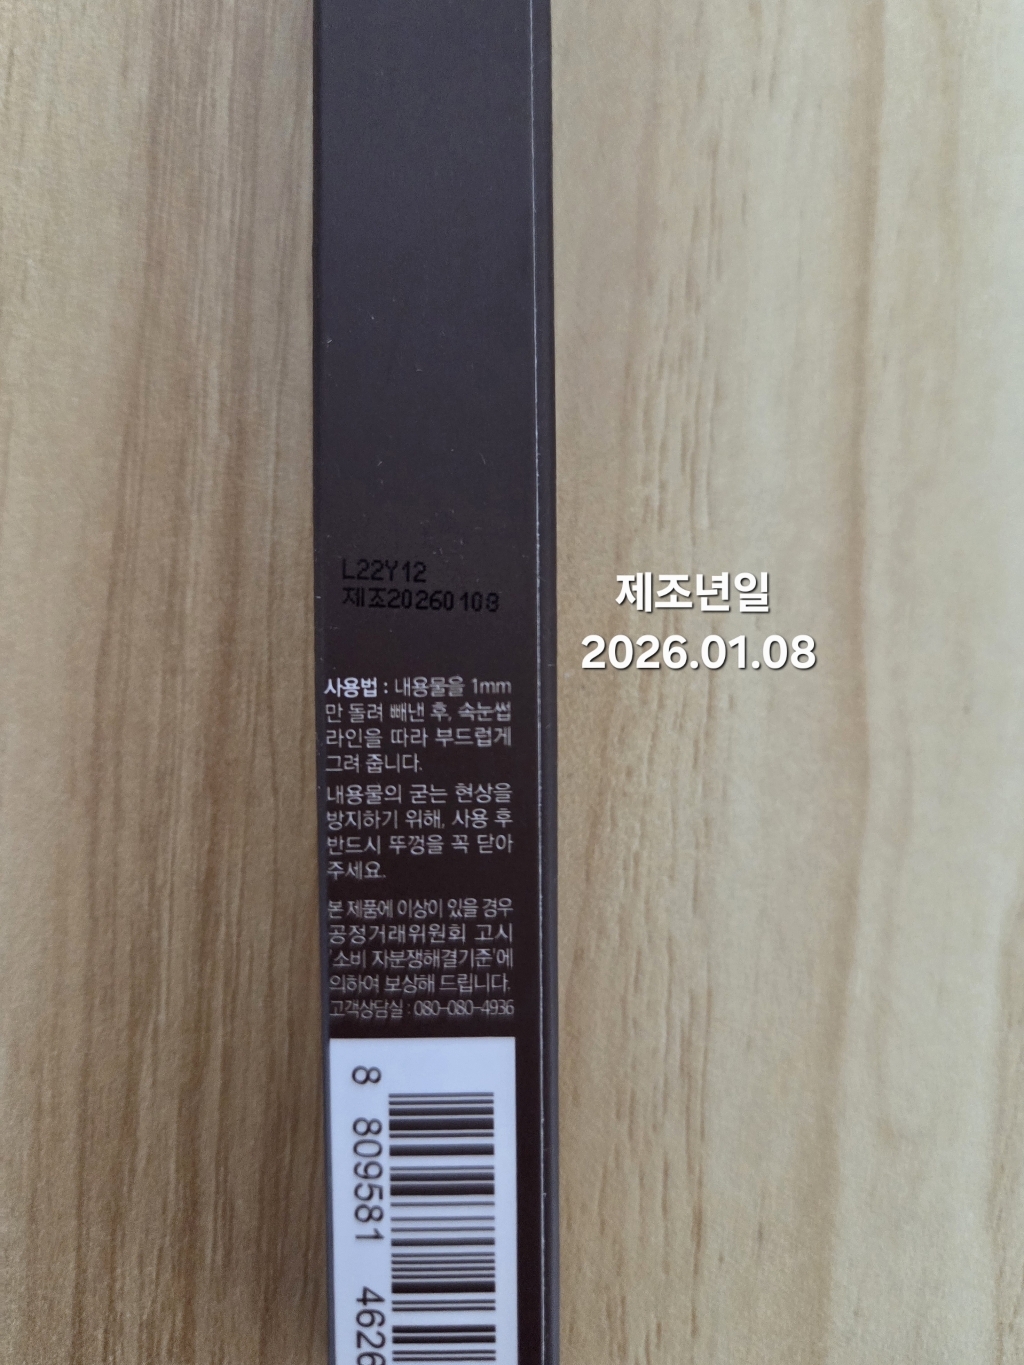 L22Y12
제조20260108
제조년일
2026.01.08
사용법 : 내용물을 1mm
만 돌려 빼낸 후, 속눈썹
라인을 따라 부드럽게
그려 줍니다.
내용물의 굳는 현상을
방지하기 위해, 사용 후
반드시 뚜껑을 꼭 닫아
주세요.
본 제품에 이상이 있을 경우
공정거래위원회 고시
'소비 자분쟁해결기준'에
의하여 보상해 드립니다.
고객상담실 : 080-080-4936
8 809581 4626